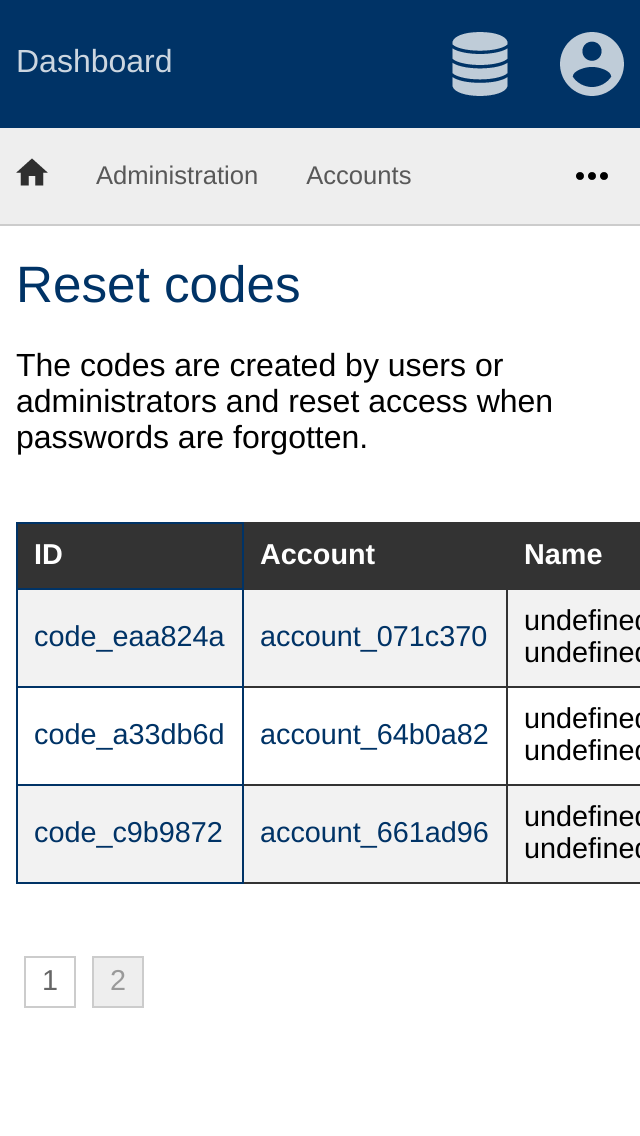 Dashboard
Administration Accounts
Reset codes
The codes are created by users or
administrators and reset access when
passwords are forgotten.
ID Account Name
code_eaa824a account_071c370 undefined
undefined
code_a33db6d account_64b0a82 undefined
undefined
code_c9b9872 account_661ad96 undefined
undefined
1 2